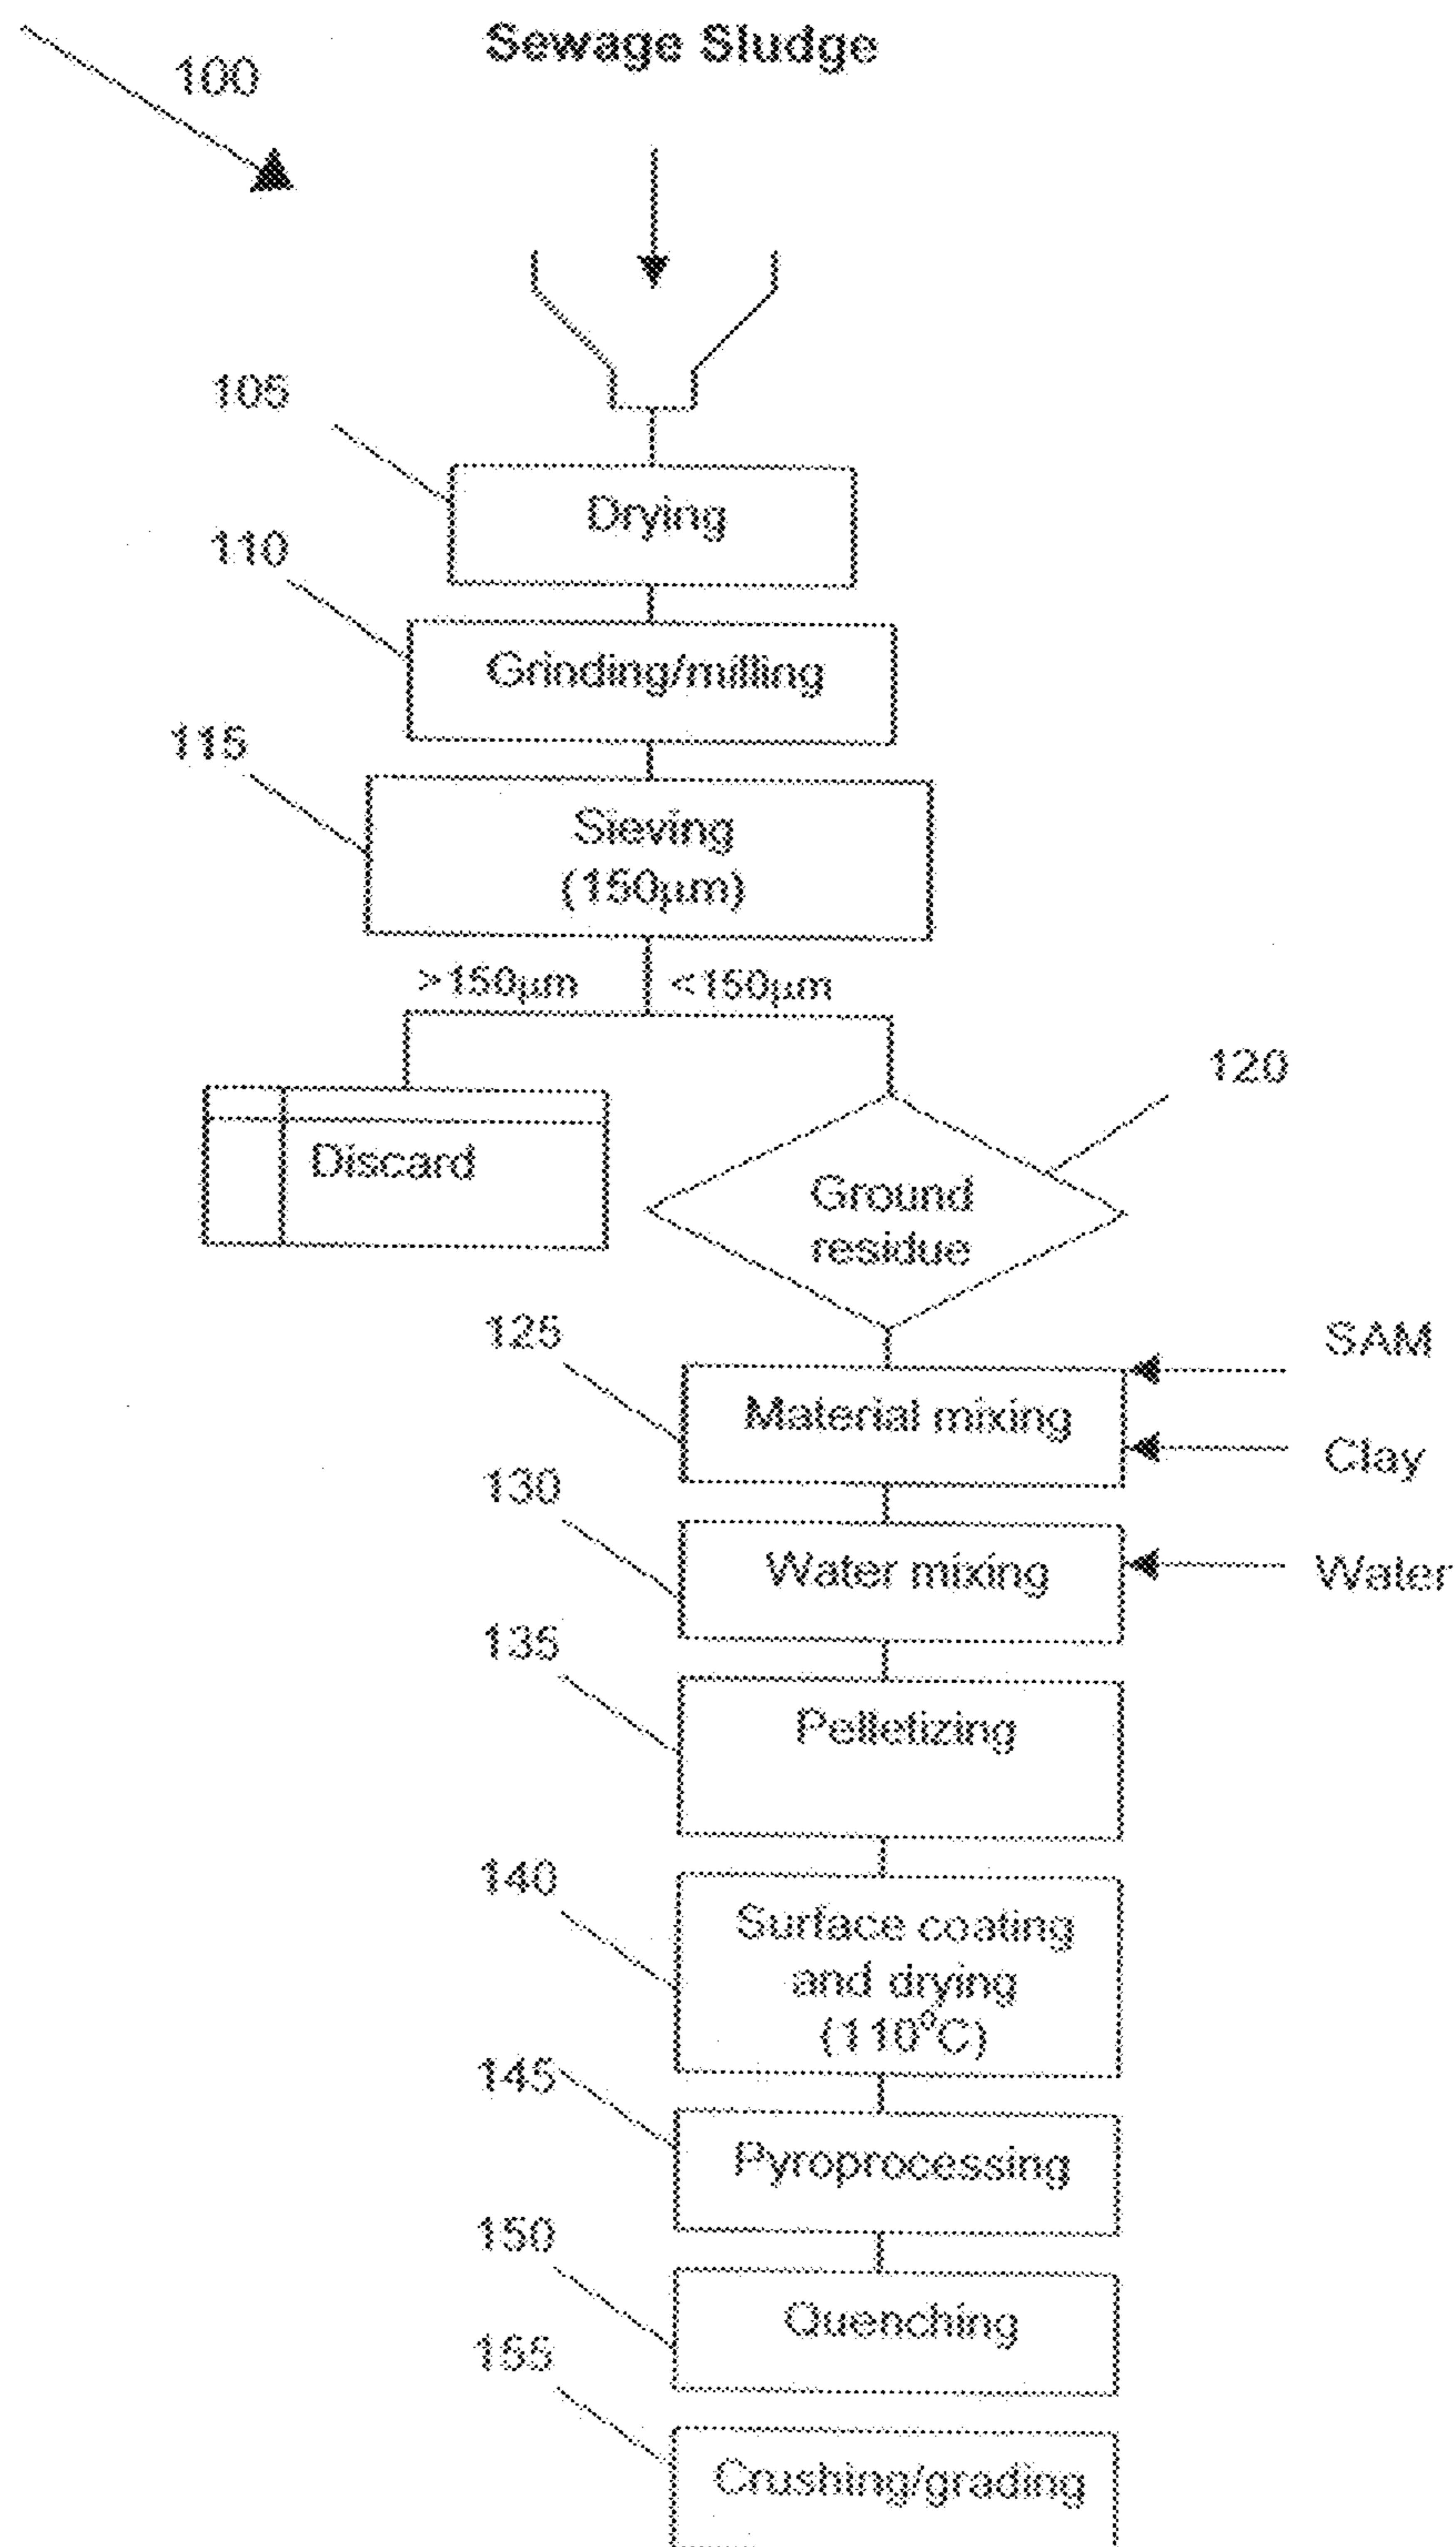 100
Sewage Sludge
105
Drying
110
Grinding/milling
115
Sieving
(150μm)
>150μm
<150μm
120
Discard
Ground
residue
125
SAM
Material mixing
Clay
130
Water mixing
Water
135
Pelletizing
140
Surface coating
and drying
(110⁰C)
145
Pyroprocessing
150
Quenching
155
Crushing/grading